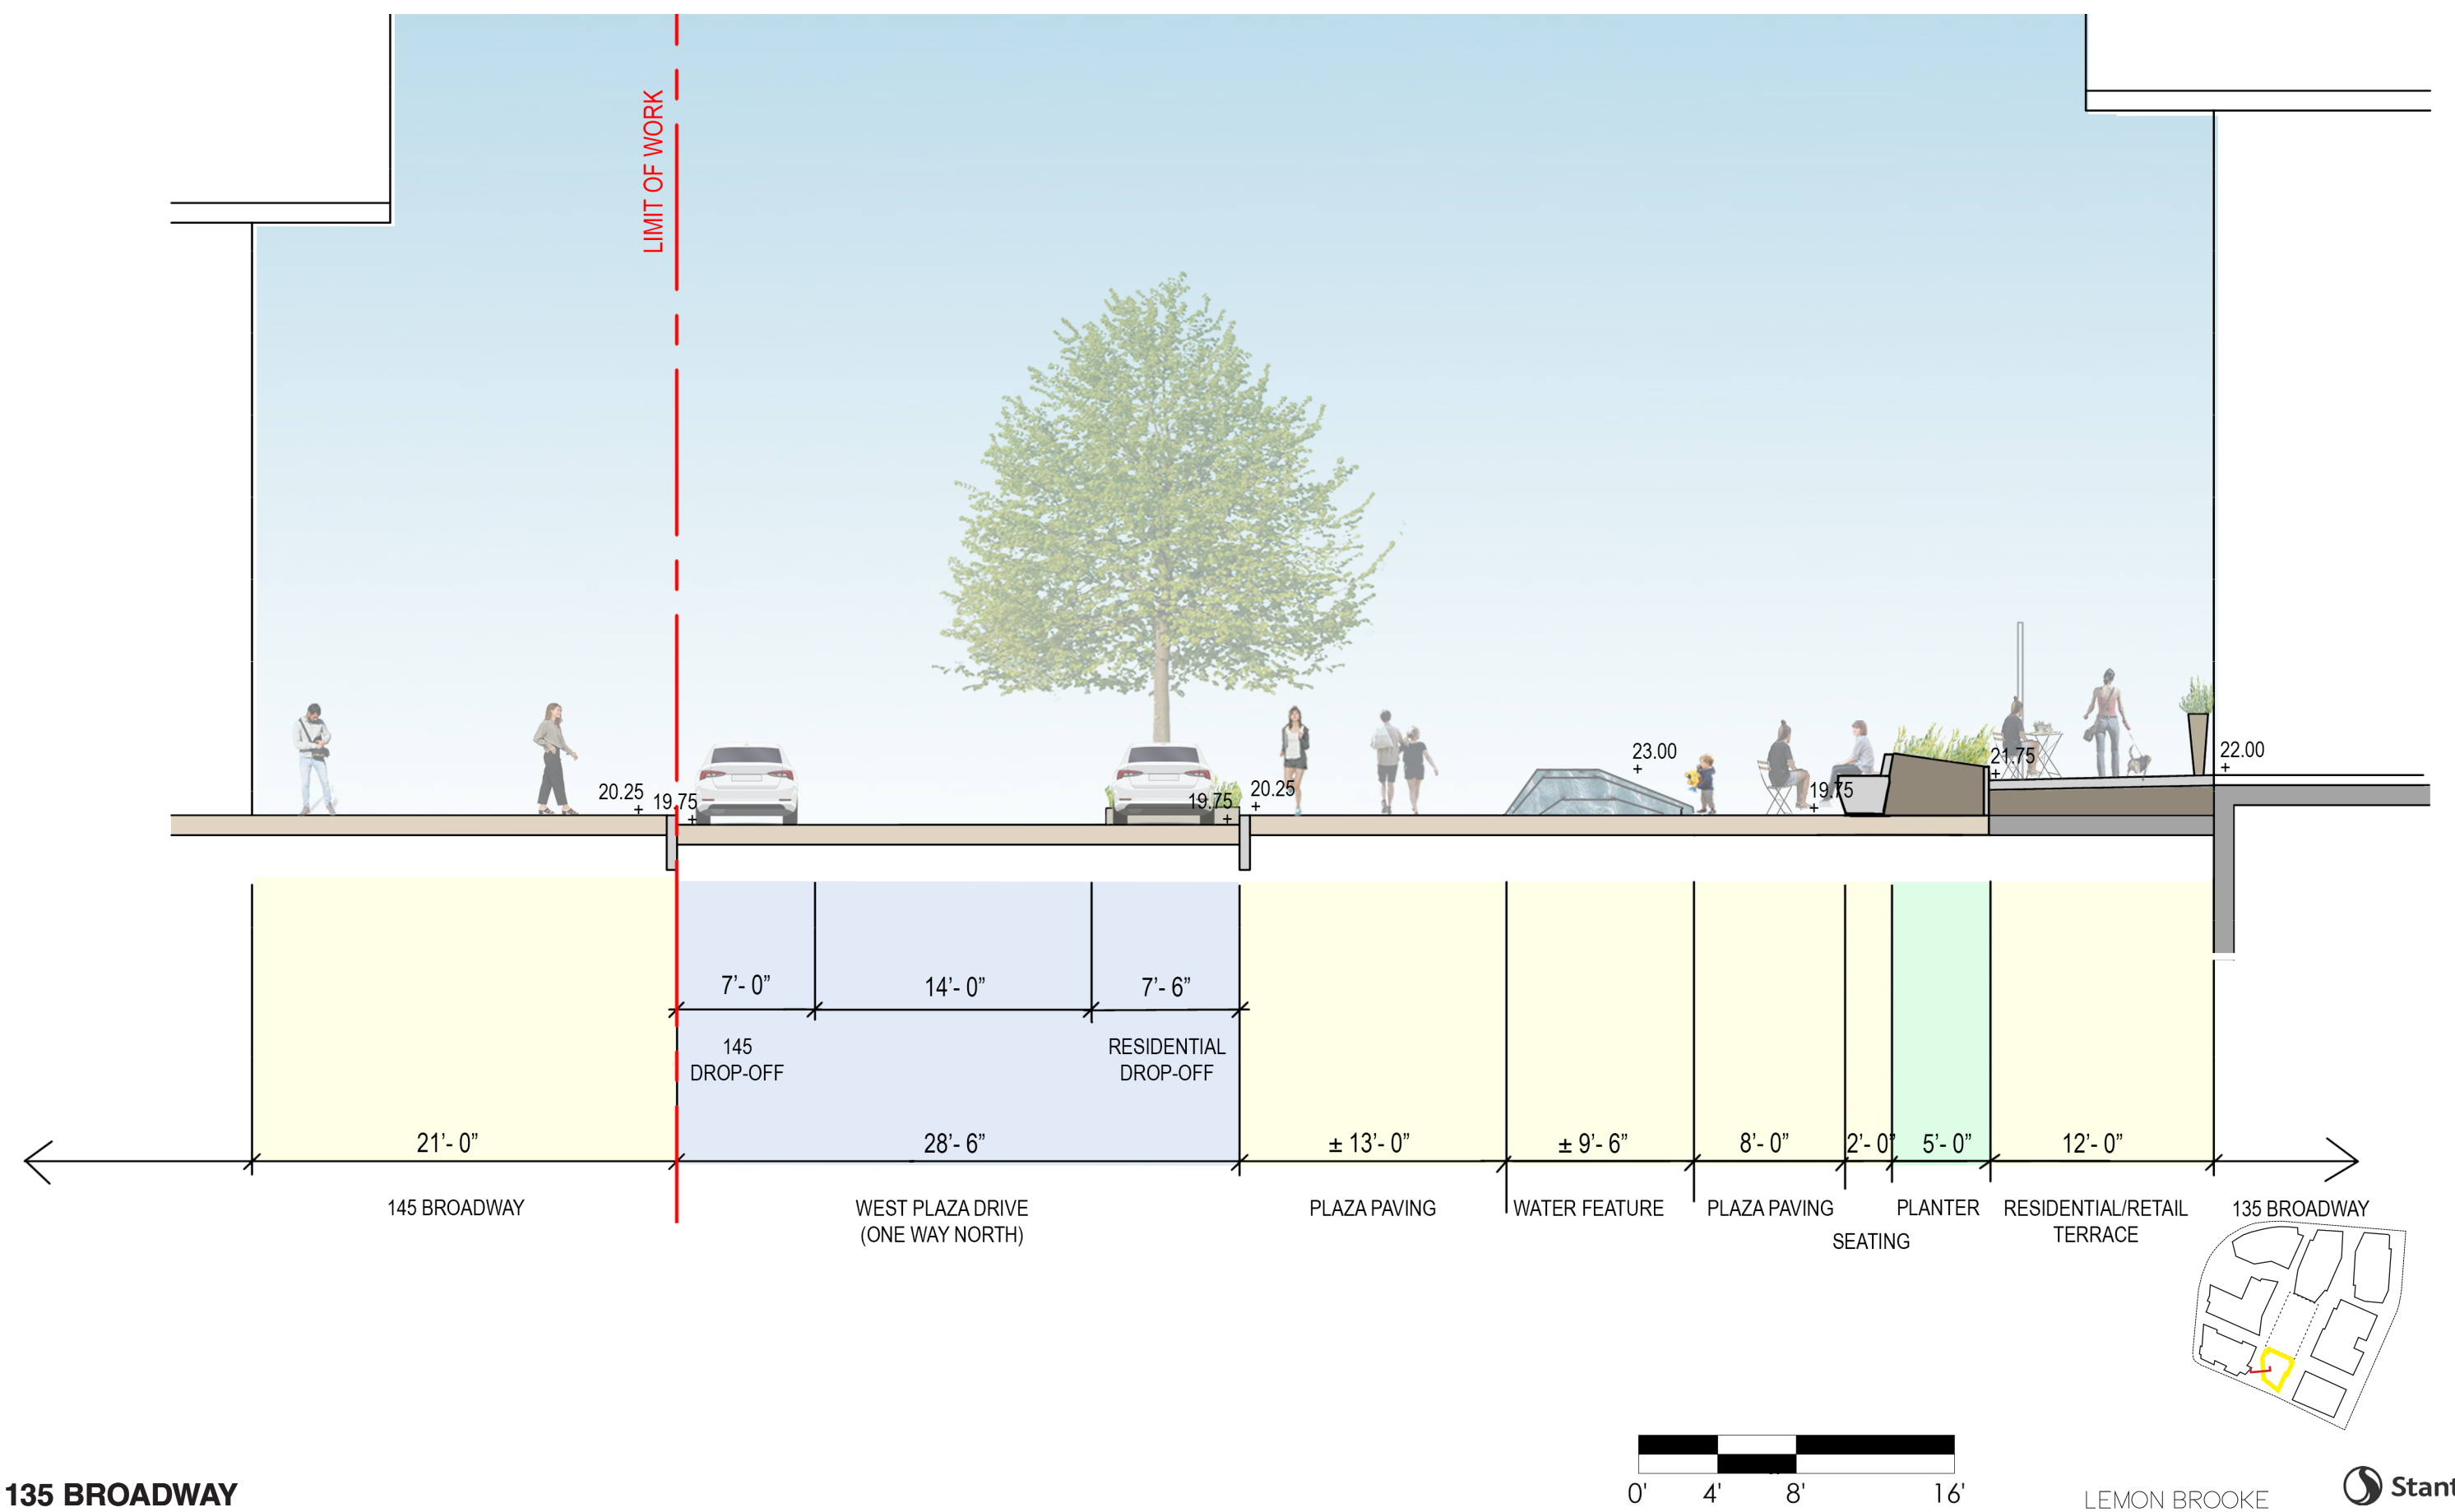 LIMIT OF WORK
23.00
21.75
22.00
20.25
19.75
19.75
20.25
19.75
7’- 0”
14’- 0”
7’- 6”
145
DROP-OFF
RESIDENTIAL
DROP-OFF
21’- 0”
28’- 6”
± 13’- 0”
± 9’- 6”
8’- 0”
2’- 0”
5’- 0”
12’- 0”
145 BROADWAY
WEST PLAZA DRIVE
(ONE WAY NORTH)
PLAZA PAVING
WATER FEATURE
PLAZA PAVING
SEATING
PLANTER
RESIDENTIAL/RETAIL
TERRACE
135 BROADWAY
0' 4' 8' 16'
135 BROADWAY
LEMON BROOKE
Stant